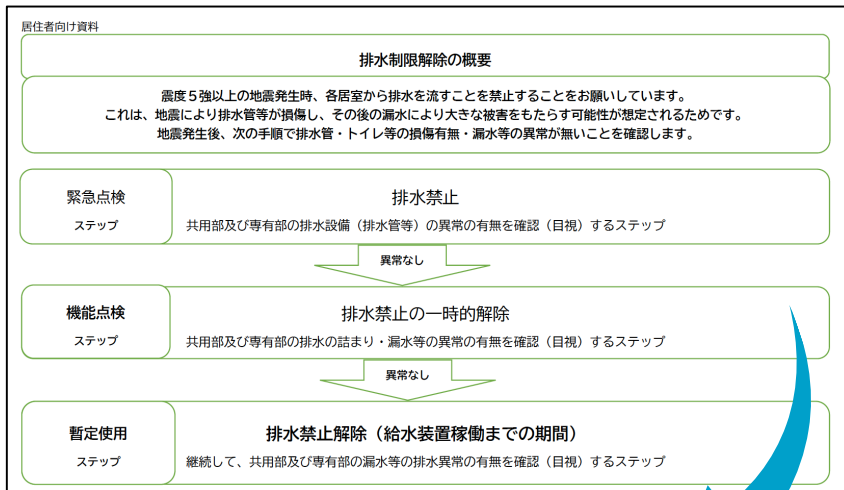 居住者向け資料
排水制限解除の概要
震度５強以上の地震発生時、各居室から排水を流すことを禁止することをお願いしています。
これは、地震により排水管等が損傷し、その後の漏水により大きな被害をもたらす可能性が想定されるためです。
地震発生後、次の手順で排水管・トイレ等の損傷有無・漏水等の異常が無いことを確認します。
緊急点検
ステップ
排水禁止
共用部及び専有部の排水設備（排水管等）の異常の有無を確認（目視）するステップ
異常なし
機能点検
ステップ
排水禁止の一時的解除
共用部及び専有部の排水の詰まり・漏水等の異常の有無を確認（目視）するステップ
異常なし
暫定使用
ステップ
排水禁止解除（給水装置稼働までの期間）
継続して、共用部及び専有部の漏水等の排水異常の有無を確認（目視）するステップ